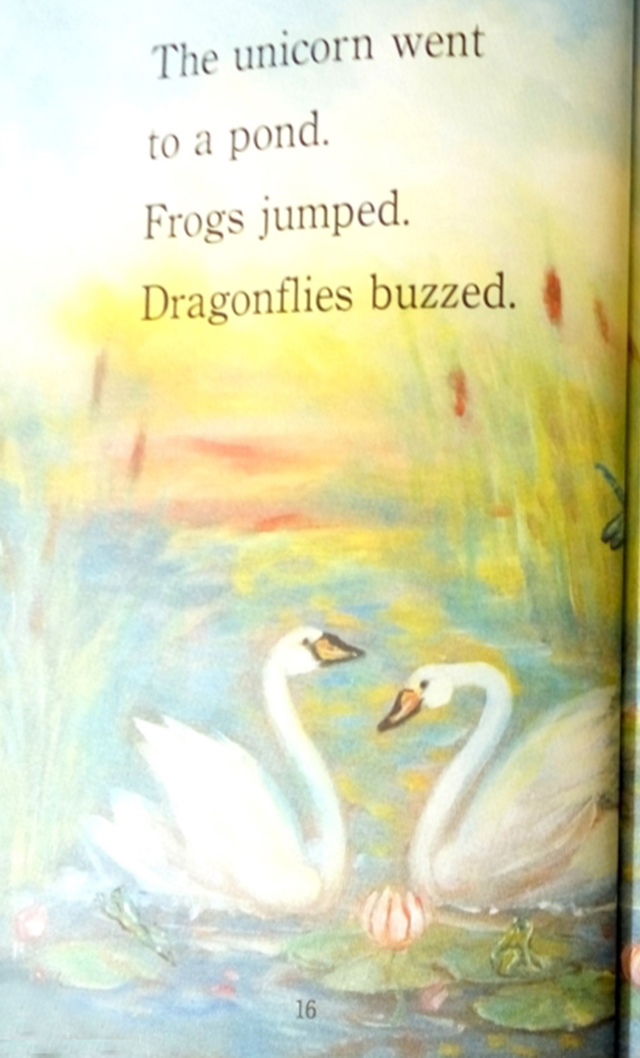 The unicorn went
to a pond.
Frogs jumped.
Dragonflies buzzed.
16